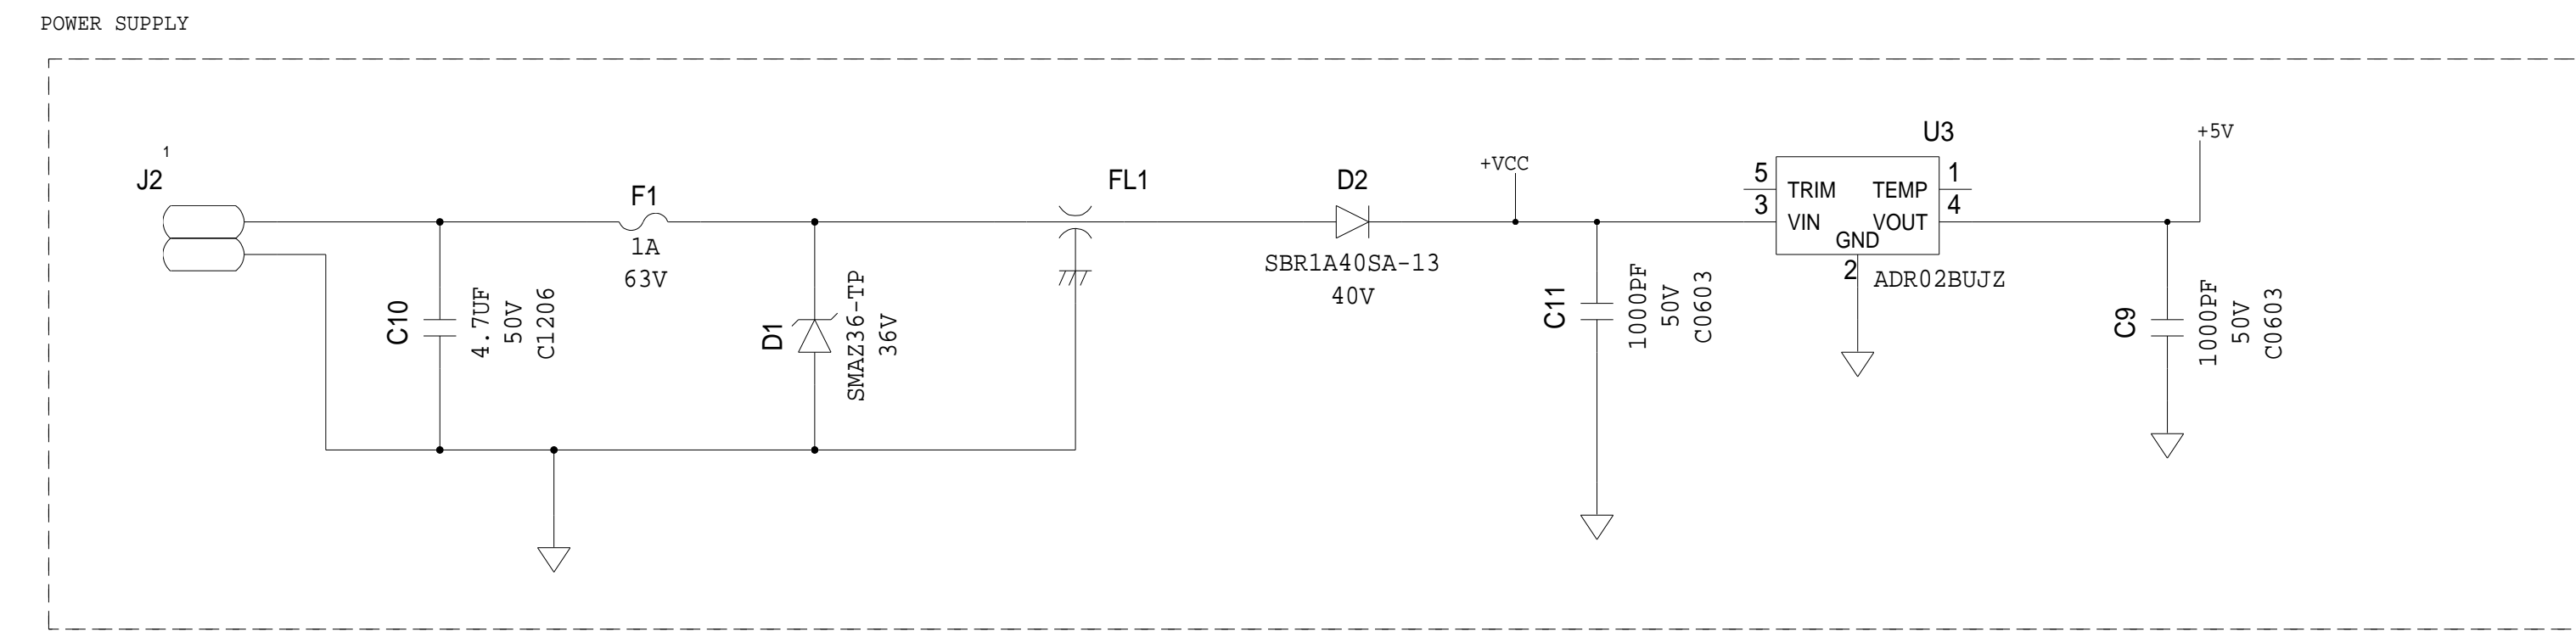 POWER SUPPLY
1
J2
F1
1A
63V
C10
4.7UF
50V
C1206
D1
SMAZ36-TP
36V
FL1
D2
SBR1A40SA-13
40V
+VCC
C11
1000PF
50V
C0603
U3
5
TRIM
TEMP
1
3
VIN
VOUT
4
GND
2
ADR02BUJZ
+5V
C9
1000PF
50V
C0603